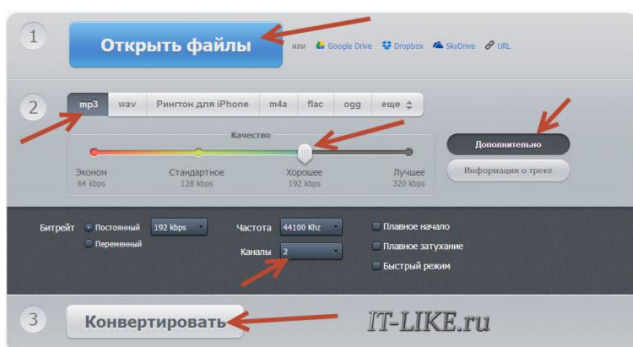 1 Открыть файлы или Google Drive Dropbox SkyDrive URL
2 mp3 wav Рингтон для iPhone m4a flac ogg еще
Качество
Эконом Стандартное Хорошее Лучшее
64 kbps 128 kbps 192 kbps 320 kbps
Дополнительно
Информация о треке
Битрейт Постоянный 192 kbps Частота 44100 Khz Плавное начало
Переменный Каналы 2 Плавное затухание
Быстрый режим
3 Конвертировать IT-LIKE.ru